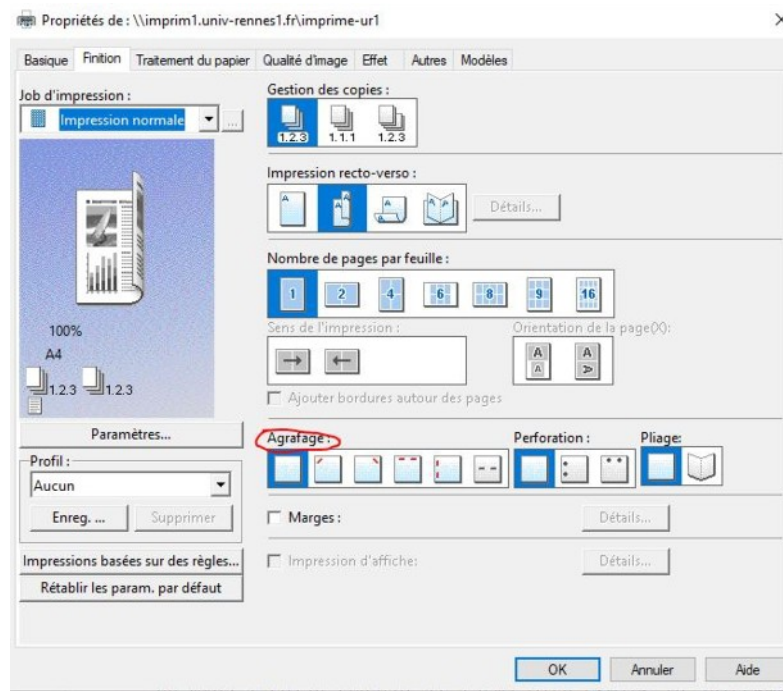 Propriétés de : \\imprim1.univ-rennes1.fr\imprime-ur1
Basique Finition Traitement du papier Qualité d'image Effet Autres Modèles
Job d'impression :
Impression normale ...
100%
A4
1.2.3 1.2.3
Paramètres...
Profil :
Aucun
Enreg. ... Supprimer
Impressions basées sur des règles...
Rétablir les param. par défaut
Gestion des copies :
1.2.3 1.1.1 1.2.3
Impression recto-verso :
A A A A A
Détails...
Nombre de pages par feuille :
1 2 4 6 8 9 16
Sens de l'impression : Orientation de la page(X):
A A
A A
Ajouter bordures autour des pages
Agrafage : Perforation : Pliage:
Marges : Détails...
Impression d'affiche: Détails...
OK Annuler Aide